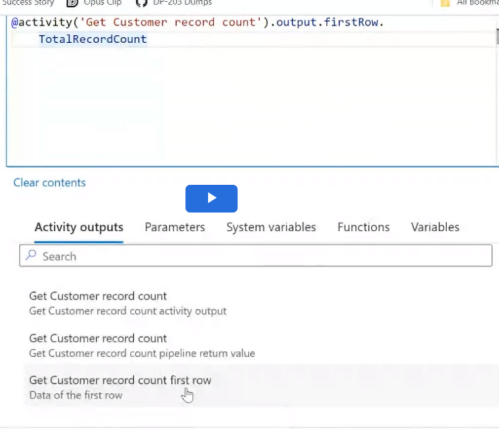 Success Story Opus Clip DP-203 Dumps All Bookma
@activity('Get Customer record count').output.firstRow.
TotalRecordCount
Clear contents
Activity outputs Parameters System variables Functions Variables
Search
Get Customer record count
Get Customer record count activity output
Get Customer record count
Get Customer record count pipeline return value
Get Customer record count first row
Data of the first row